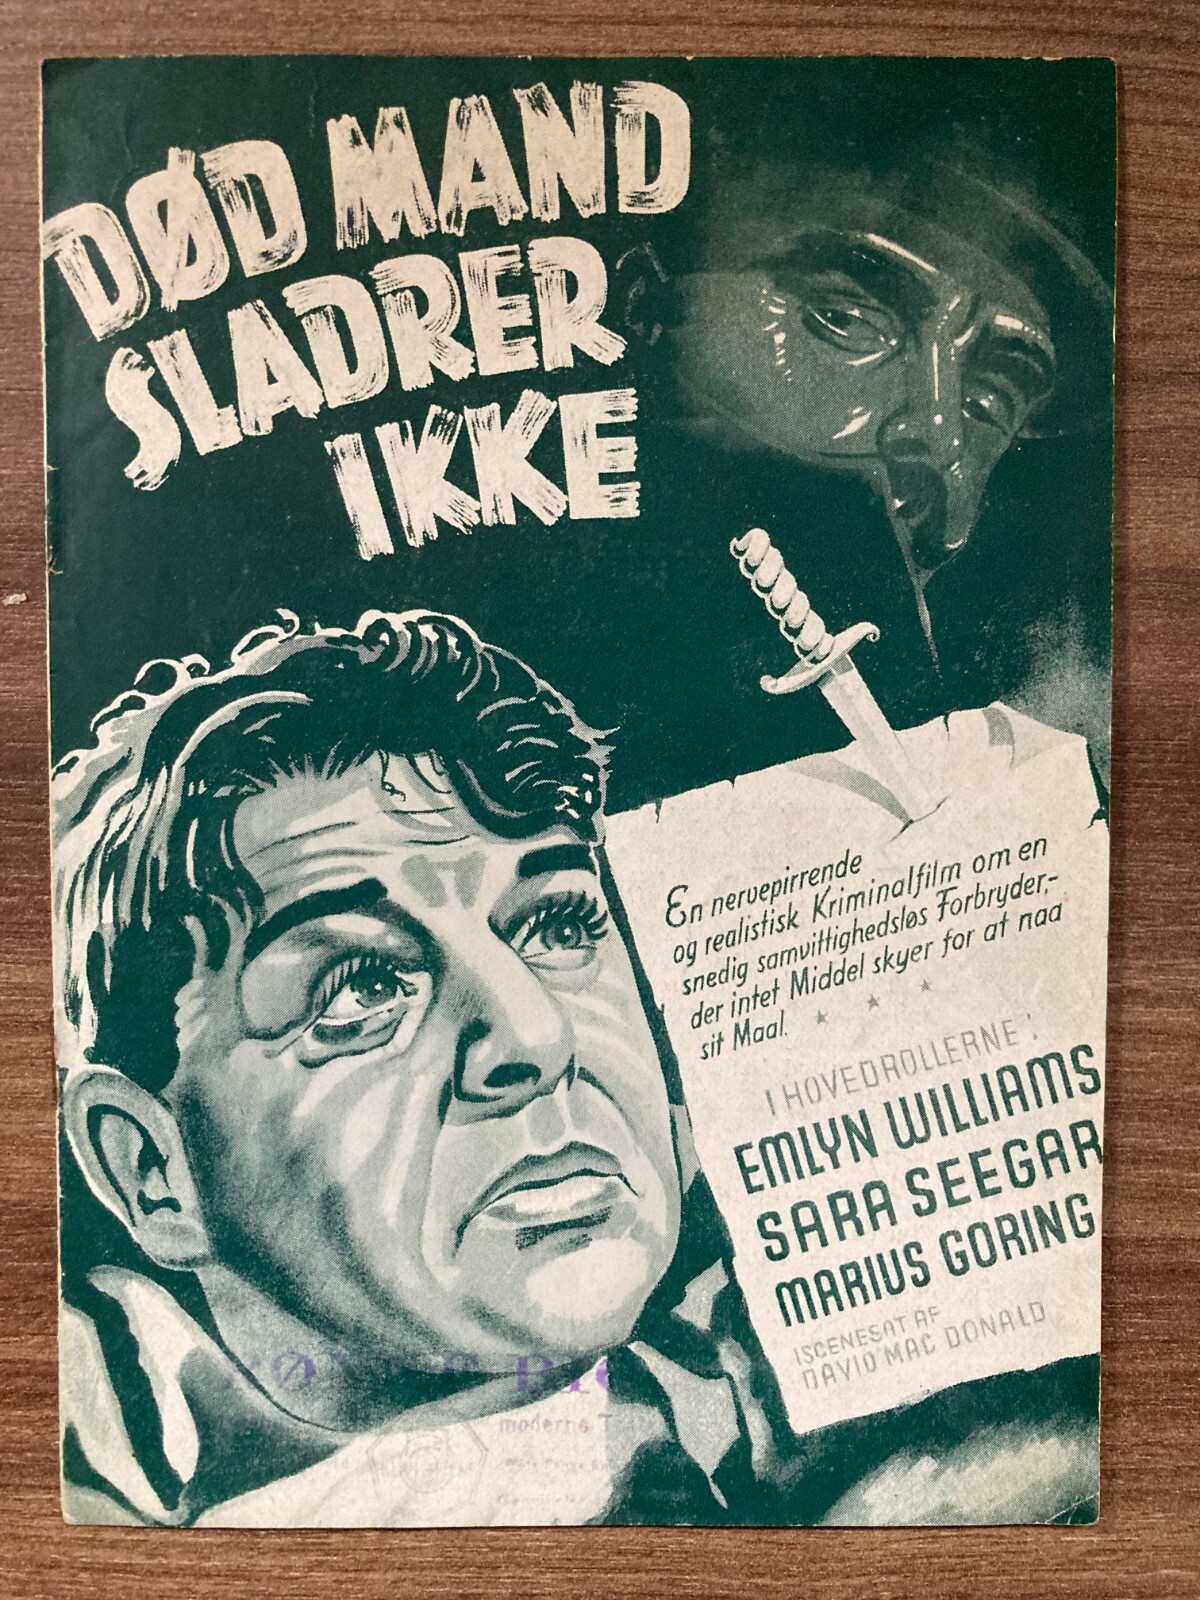 DØD MAND
SLADRER
IKKE
En nervepirrende
og realistisk Kriminalfilm om en
snedig samvittighedsløs Forbryder,-
der intet Middel skyer for at naa
sit Maal.
I HOVEDROLLERNE:
EMLYN WILLIAMS
SARA SEEGAR
MARIUS GORING
ISCENESAT AF
DAVID MAC DONALD
moderne